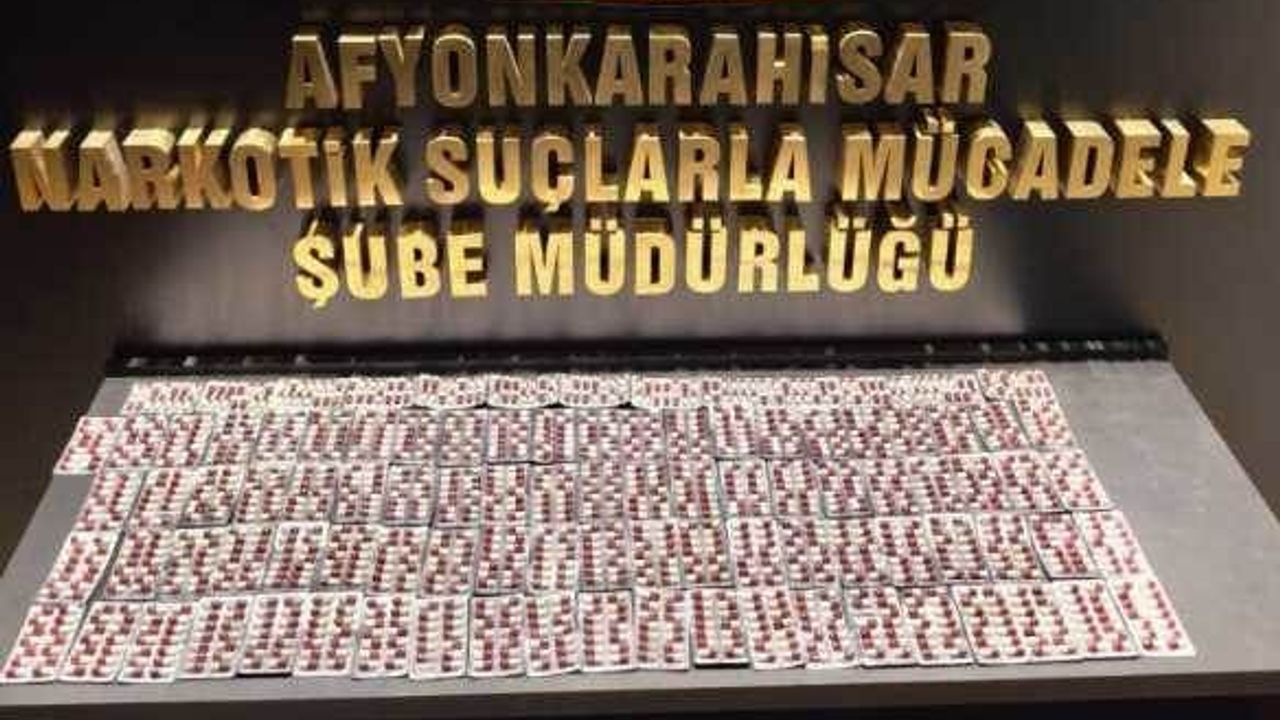 AFYONKARAHİSAR
NARKOTİK SUÇLARLA MÜCADELE
ŞUBE MÜDÜRLÜĞÜ